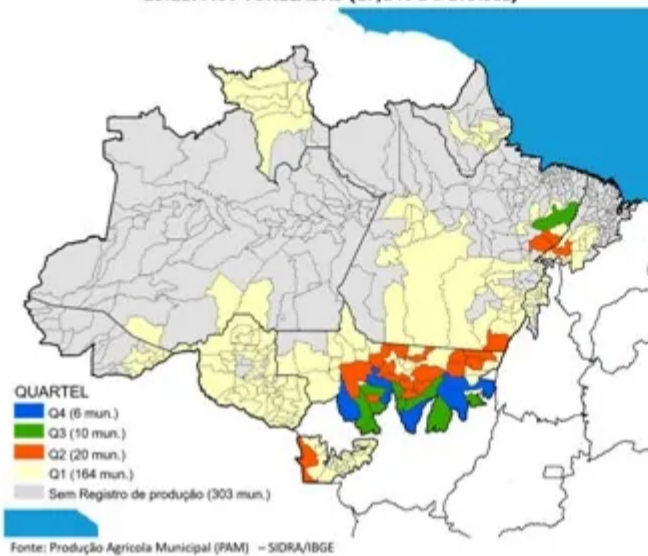 QUARTEL
Q4 (6 mun.)
Q3 (10 mun.)
Q2 (20 mun.)
Q1 (164 mun.)
Sem Registro de produção (303 mun.)
Fonte: Produção Agrícola Municipal (PAM) – SIDRA/IBGE